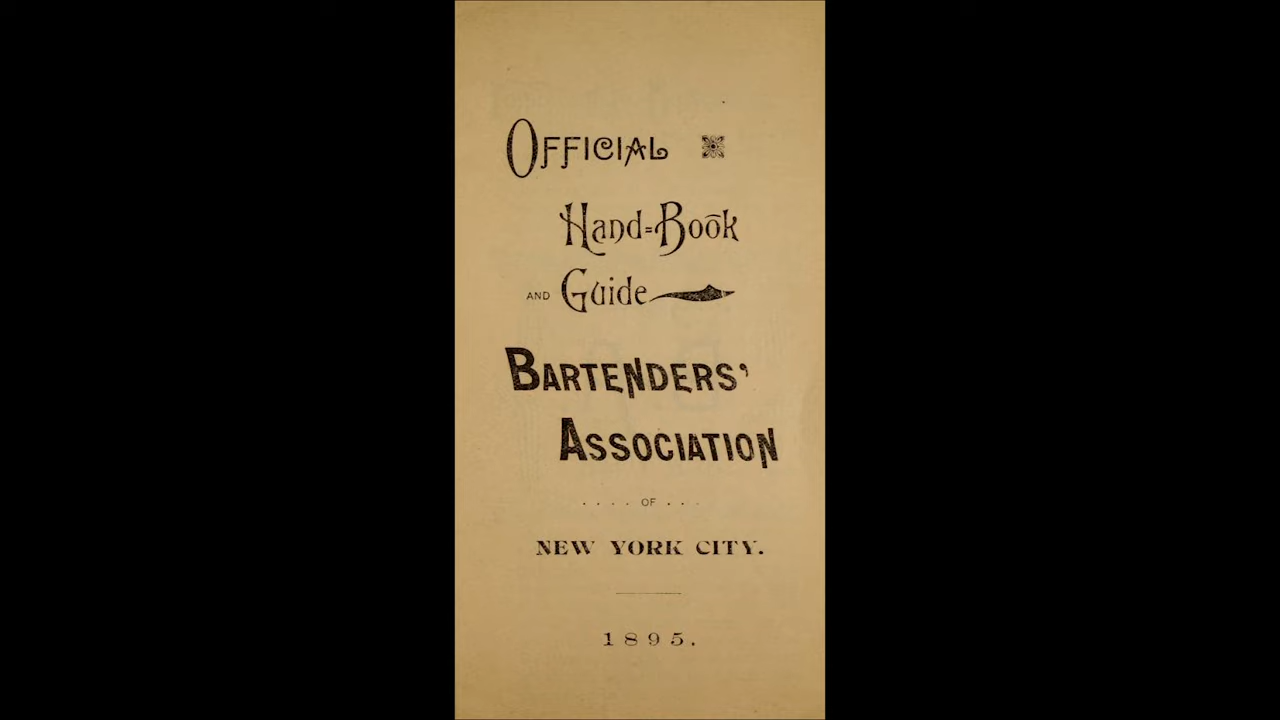 Official
Hand=Book
and Guide
Bartenders'
Association
.... of ...
NEW YORK CITY.
1895.